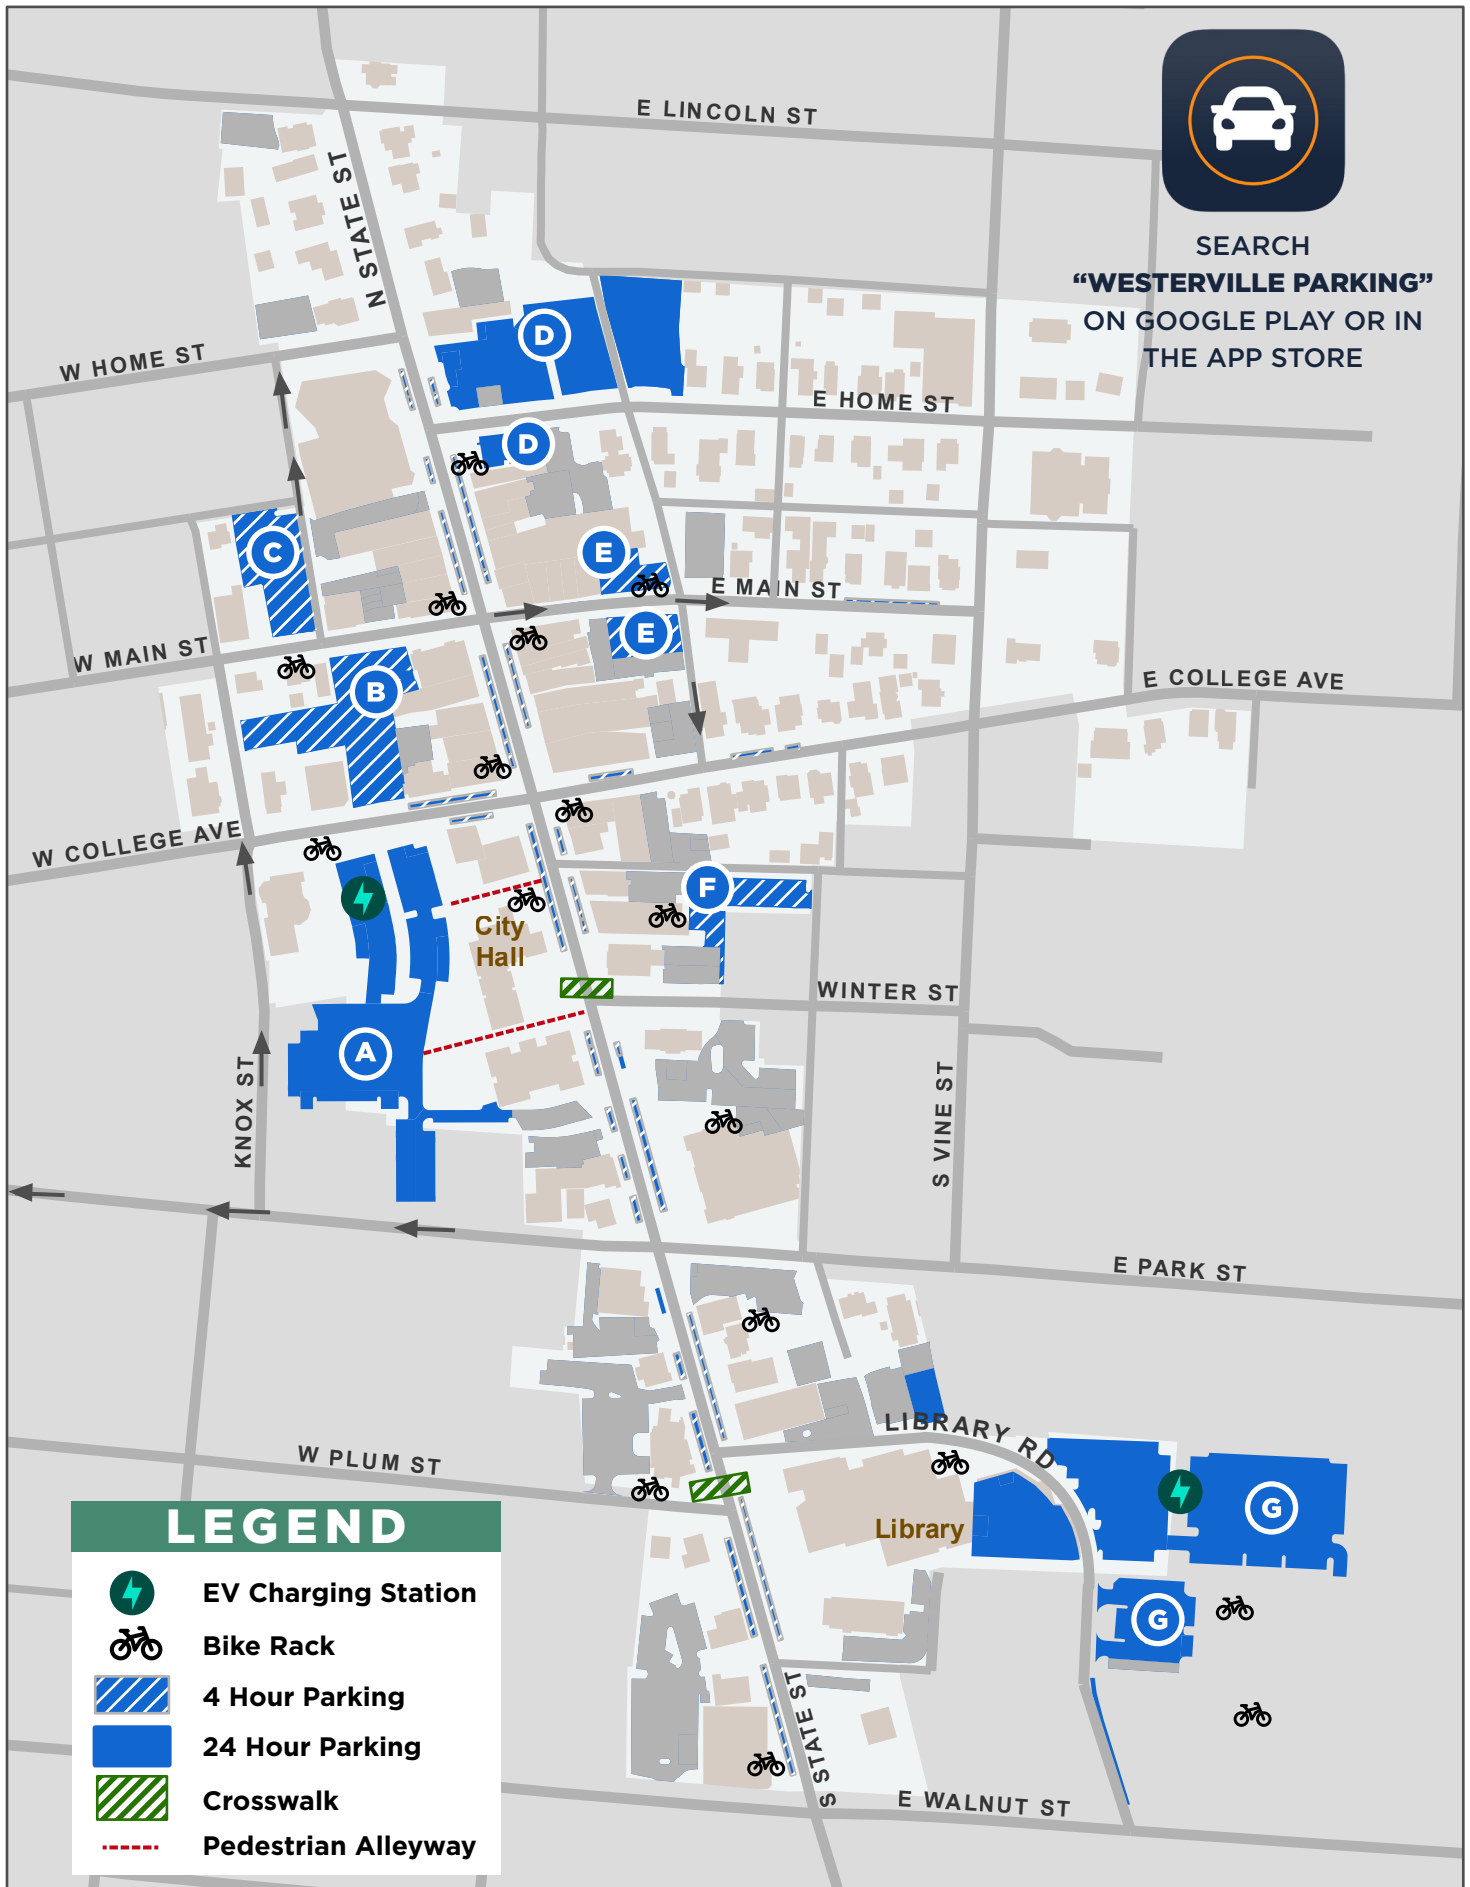 E LINCOLN ST
N STATE ST
SEARCH
“WESTERVILLE PARKING”
ON GOOGLE PLAY OR IN
THE APP STORE
D
W HOME ST
E HOME ST
D
C
E
E MAIN ST
E
W MAIN ST
B
E COLLEGE AVE
W COLLEGE AVE
F
City
Hall
WINTER ST
A
KNOX ST
S VINE ST
E PARK ST
LIBRARY RD
W PLUM ST
G
Library
G
S STATE ST
E WALNUT ST
LEGEND
EV Charging Station
Bike Rack
4 Hour Parking
24 Hour Parking
Crosswalk
Pedestrian Alleyway